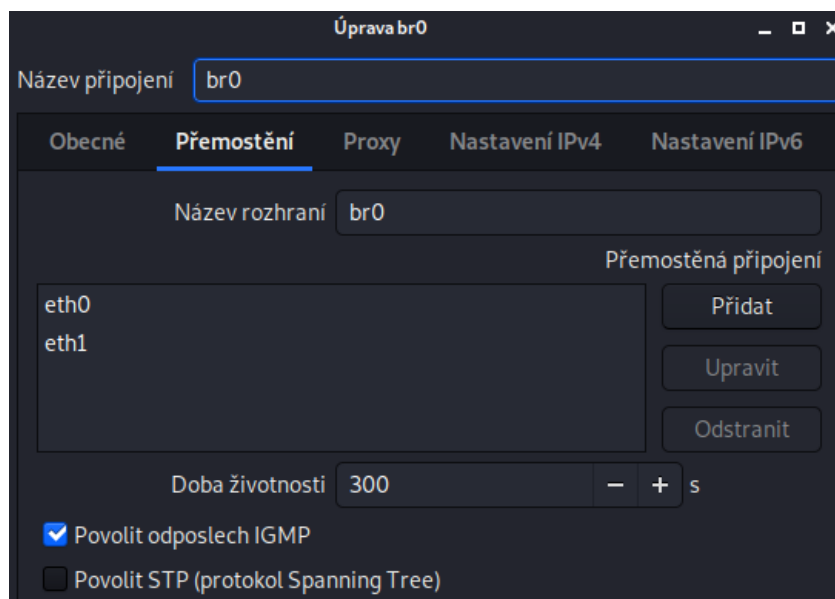 Úprava br0
Název připojení br0
Obecné Přemostění Proxy Nastavení IPv4 Nastavení IPv6
Název rozhraní br0
Přemostěná připojení
eth0 Přidat
eth1
Upravit
Odstranit
Doba životnosti 300 − + s
Povolit odposlech IGMP
Povolit STP (protokol Spanning Tree)